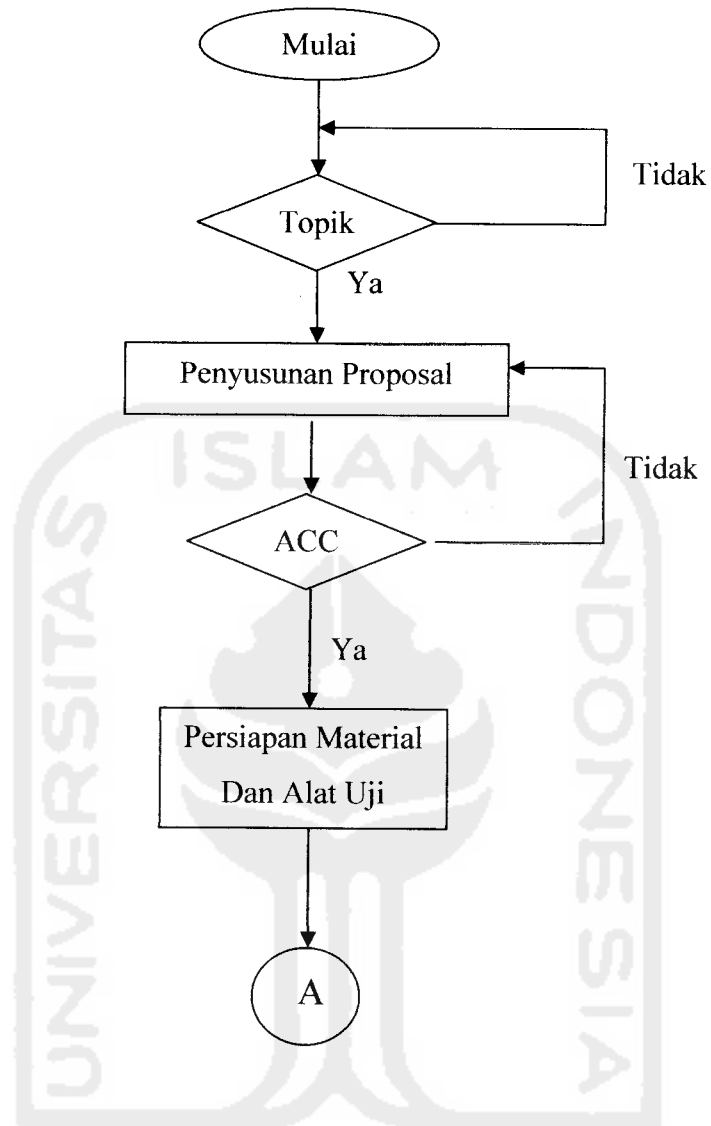 Mulai
Tidak
Topik
Ya
Penyusunan Proposal
Tidak
ACC
Ya
Persiapan Material
Dan Alat Uji
A
UNIVERSITAS
ISLAM
INDONESIA